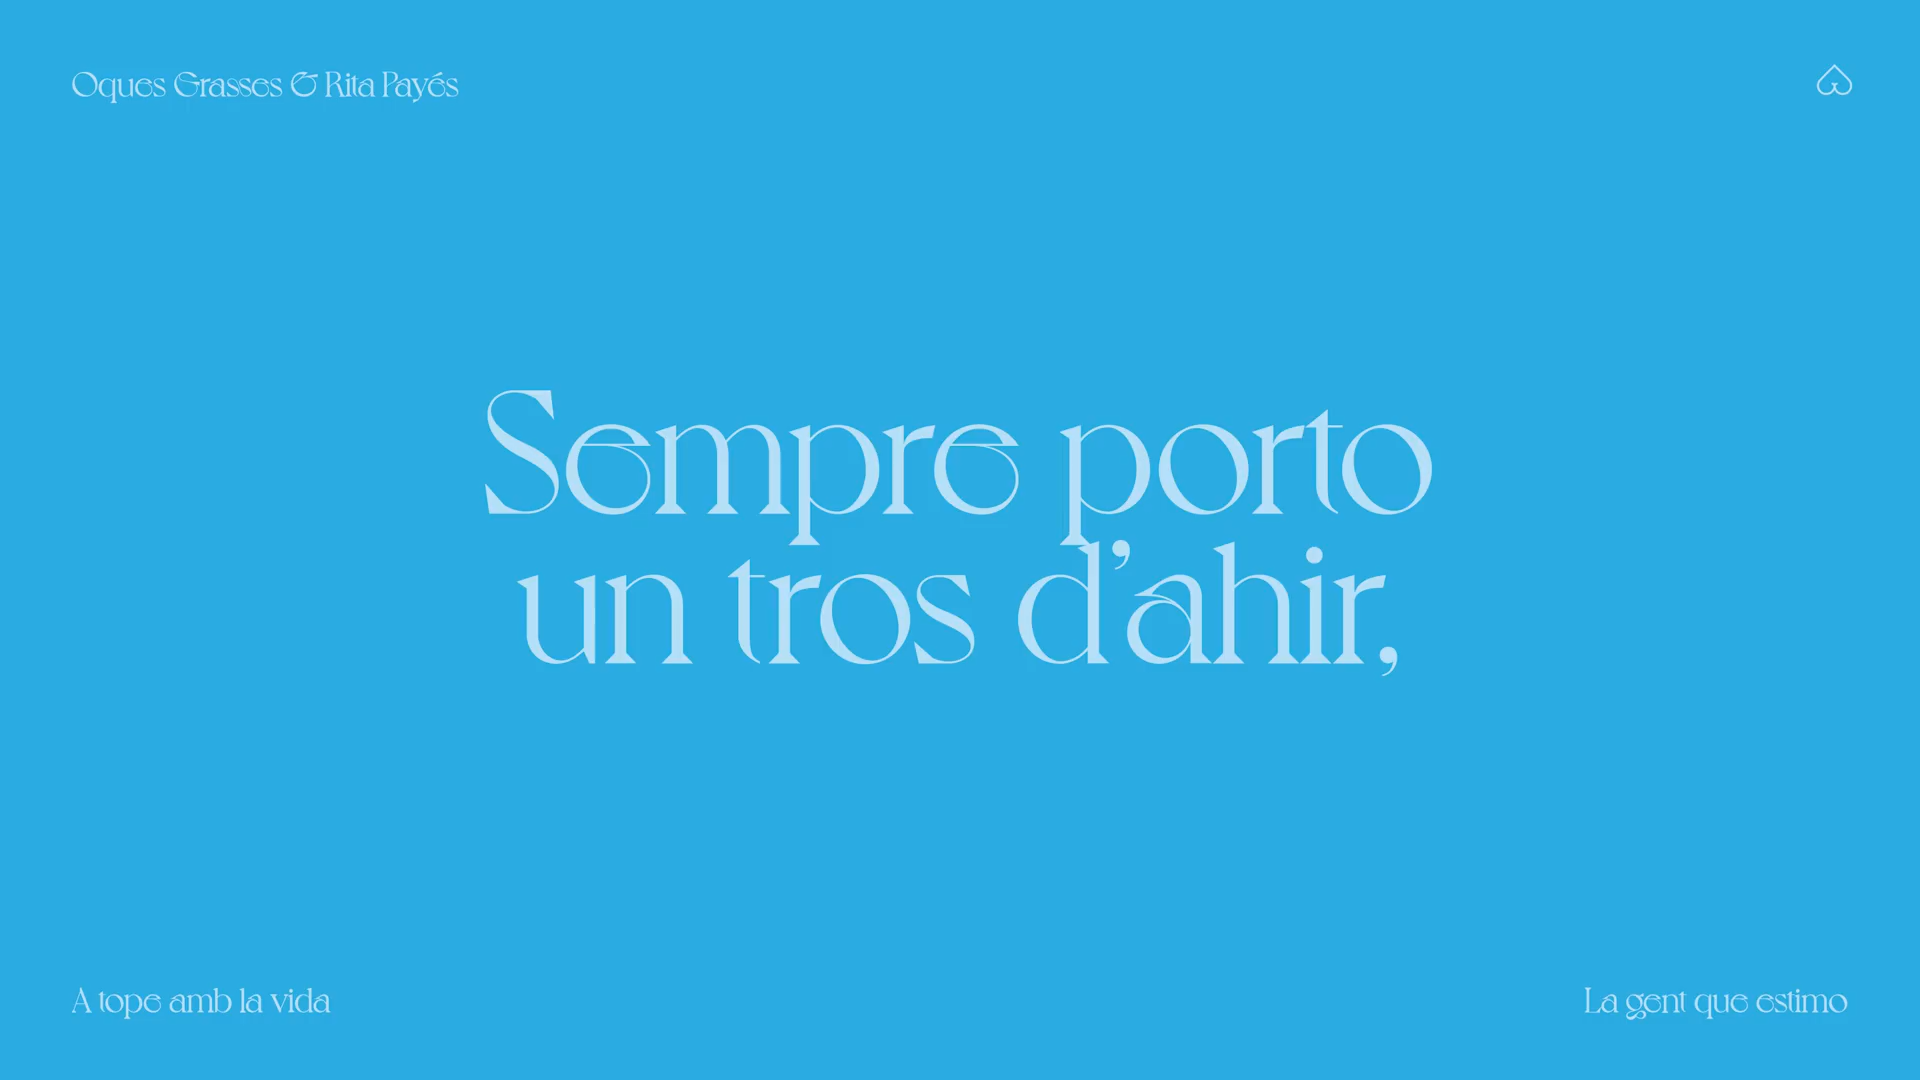 Oques Grasses & Rita Payés
Sempre porto
un tros d’ahir,
A tope amb la vida
La gent que estimo